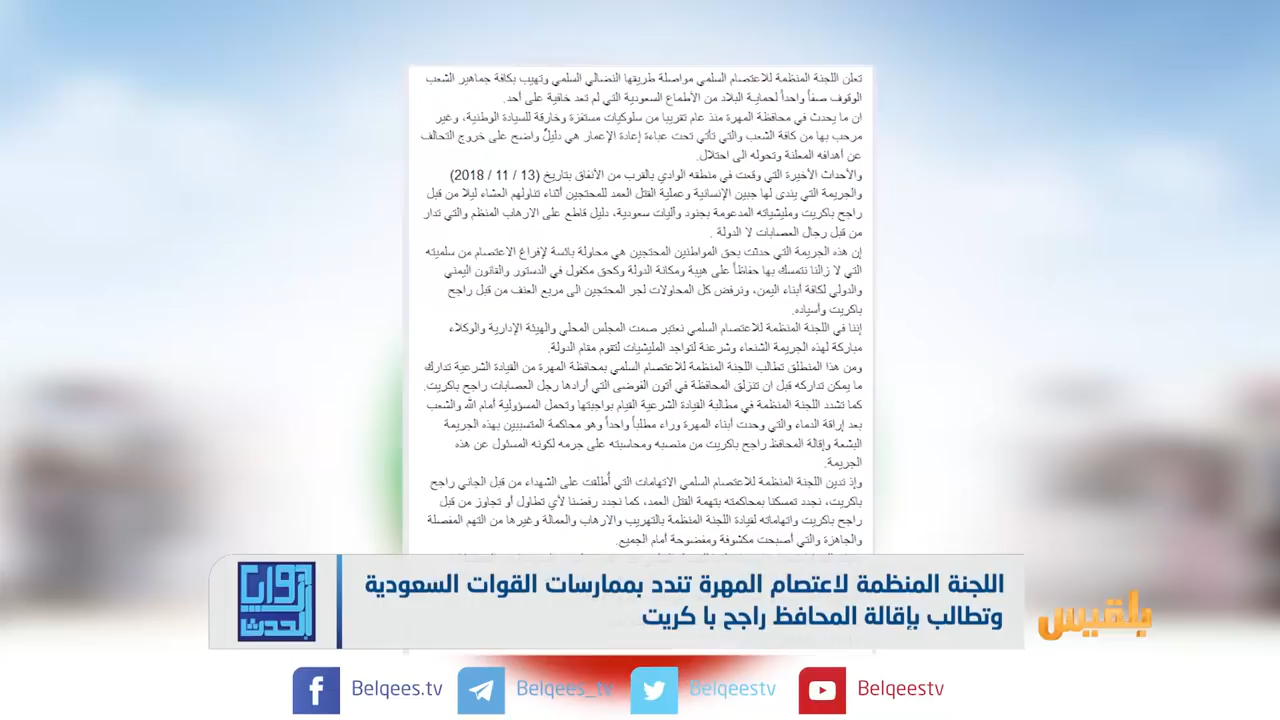 تعلن اللجنة المنظمة للاعتصام السلمي مواصلة طريقها النضالي السلمي وتهيب بكافة جماهير الشعب
الوقوف صفاً واحداً لحماية البلاد من الأطماع السعودية التي لم تعد خافية على أحد.
ان ما يحدث في محافظة المهرة منذ عام تقريبا من سلوكيات مستفزة وخارقة للسيادة الوطنية، وغير
مرحب بها من كافة الشعب والتي تأتي تحت عباءة إعادة الإعمار هي دليلٌ واضح على خروج التحالف
عن أهدافه المعلنة وتحوله الى احتلال.
والأحداث الأخيرة التي وقعت في منطقه الوادي بالقرب من الأنفاق بتاريخ (13 / 11 / 2018)
والجريمة التي يندى لها جبين الإنسانية وعملية القتل العمد للمحتجين أثناء تناولهم العشاء ليلا من قبل
راجح باكريت ومليشياته المدعومة بجنود وآليات سعودية، دليل قاطع على الارهاب المنظم والتي تدار
من قبل رجال العصابات لا الدولة .
إن هذه الجريمة التي حدثت بحق المواطنين المحتجين هي محاولة بائسة لإفراغ الاعتصام من سلميته
التي لا زالنا نتمسك بها حفاظاً على هيبة ومكانة الدولة وكحق مكفول في الدستور والقانون اليمني
والدولي لكافة أبناء اليمن، ونرفض كل المحاولات لجر المحتجين الى مربع العنف من قبل راجح
باكريت وأسياده.
إننا في اللجنة المنظمة للاعتصام السلمي نعتبر صمت المجلس المحلي والهيئة الإدارية والوكلاء
مباركة لهذه الجريمة الشنعاء وشرعنة لتواجد المليشيات لتقوم مقام الدولة.
ومن هذا المنطلق تطالب اللجنة المنظمة للاعتصام السلمي بمحافظة المهرة من القيادة الشرعية تدارك
ما يمكن تداركه قبل ان تنزلق المحافظة في أتون الفوضى التي أرادها رجل العصابات راجح باكريت.
كما تشدد اللجنة المنظمة في مطالبة القيادة الشرعية القيام بواجبتها وتحمل المسؤولية أمام الله والشعب
بعد إراقة الدماء والتي وحدت أبناء المهرة وراء مطلباً واحداً وهو محاكمة المتسببين بهذه الجريمة
البشعة وإقالة المحافظ راجح باكريت من منصبه ومحاسبته على جرمه لكونه المسئول عن هذه
الجريمة.
وإذ تدين اللجنة المنظمة للاعتصام السلمي الاتهامات التي أُطلقت على الشهداء من قبل الجاني راجح
باكريت، نجدد تمسكنا بمحاكمته بتهمة القتل العمد، كما نجدد رفضنا لأي تطاول أو تجاوز من قبل
راجح باكريت واتهاماته لقيادة اللجنة المنظمة بالتهريب والارهاب والعمالة وغيرها من التهم المفصلة
والجاهزة والتي أصبحت مكشوفة ومفضوحة أمام الجميع.
اللجنة المنظمة لاعتصام المهرة تندد بممارسات القوات السعودية
وتطالب بإقالة المحافظ راجح با كريت
أبواب الحدث
بلقيس
Belqees.tv
Belqees_tv
Belqeestv
Belqeestv